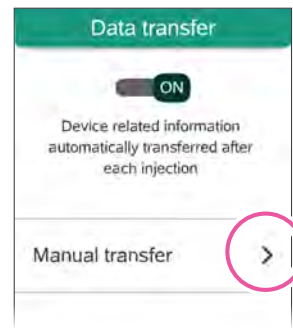 Data transfer
ON
Device related information
automatically transferred after
each injection
Manual transfer